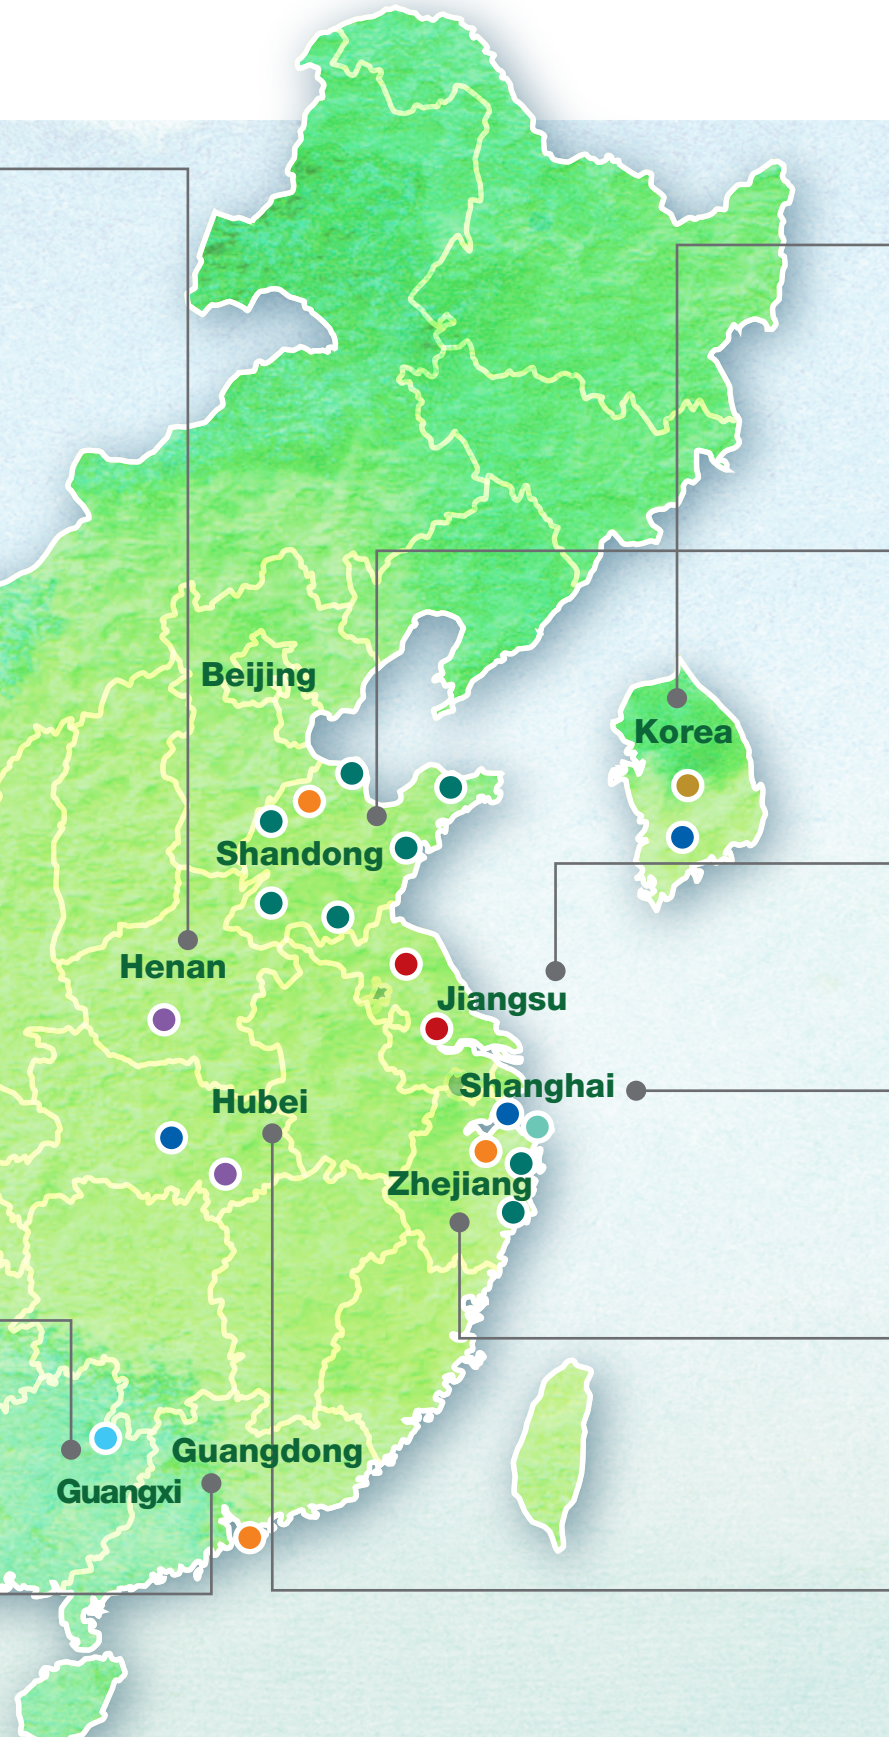 Beijing
Korea
Shandong
Henan
Jiangsu
Shanghai
Hubei
Zhejiang
Guangdong
Guangxi